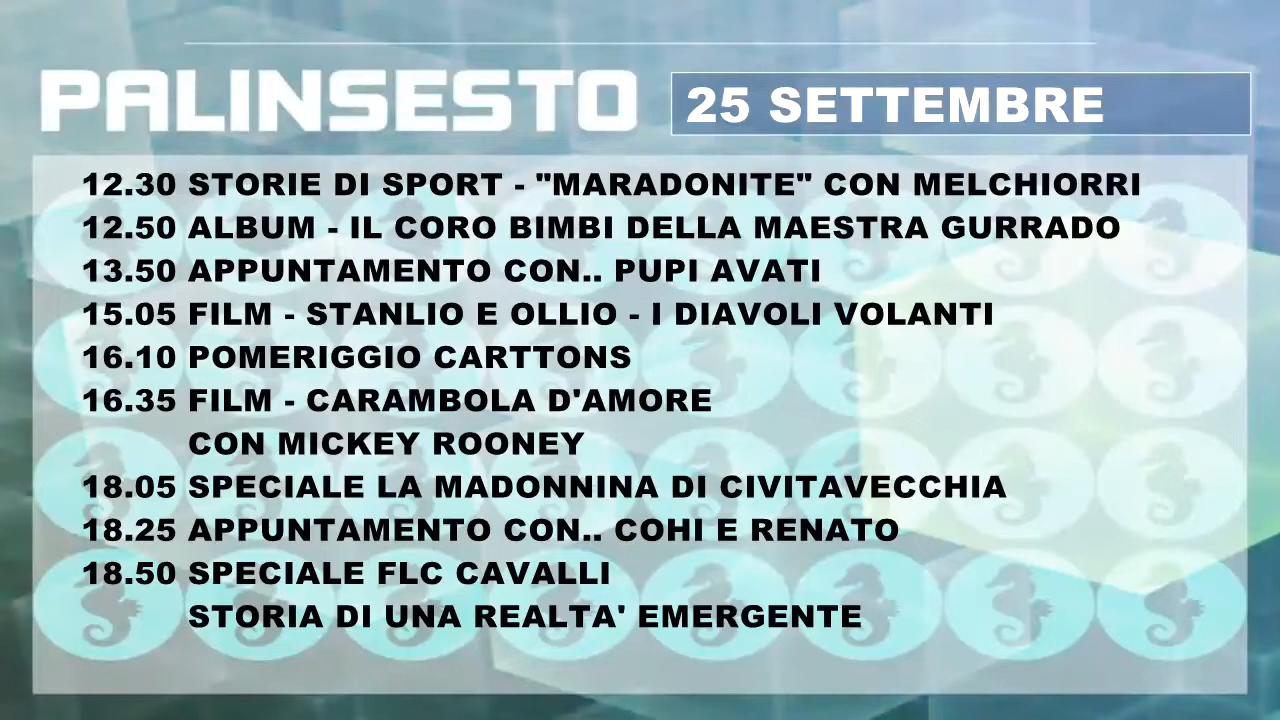 PALINSESTO
25 SETTEMBRE
12.30 STORIE DI SPORT - "MARADONITE" CON MELCHIORRI
12.50 ALBUM - IL CORO BIMBI DELLA MAESTRA GURRADO
13.50 APPUNTAMENTO CON.. PUPI AVATI
15.05 FILM - STANLIO E OLLIO - I DIAVOLI VOLANTI
16.10 POMERIGGIO CARTTONS
16.35 FILM - CARAMBOLA D'AMORE
CON MICKEY ROONEY
18.05 SPECIALE LA MADONNINA DI CIVITAVECCHIA
18.25 APPUNTAMENTO CON.. COHI E RENATO
18.50 SPECIALE FLC CAVALLI
STORIA DI UNA REALTA' EMERGENTE